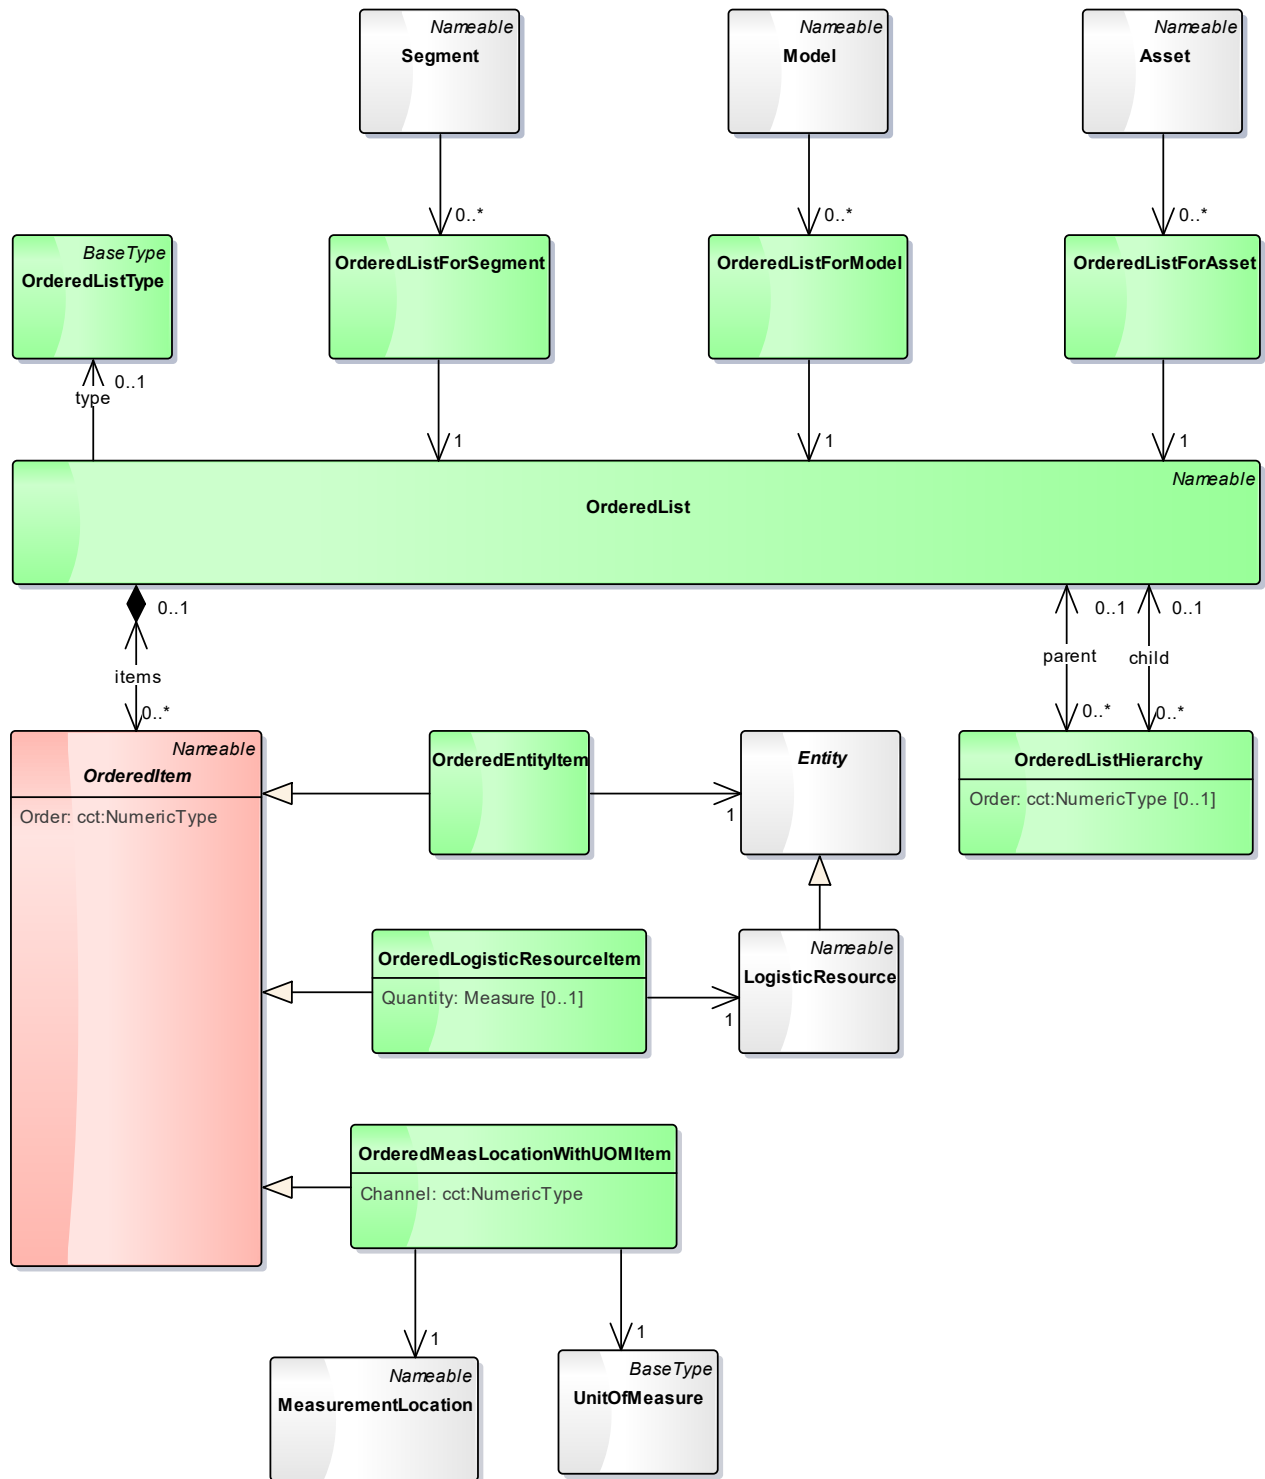 Nameable
Segment
Nameable
Model
Nameable
Asset
0..*
0..*
0..*
BaseType
OrderedListType
OrderedListForSegment
OrderedListForModel
OrderedListForAsset
0..1
type
1
1
1
Nameable
OrderedList
0..1
0..1
0..1
items
parent
child
0..*
0..*
0..*
Nameable
OrderedItem
Order: cct:NumericType
OrderedEntityItem
Entity
1
OrderedListHierarchy
Order: cct:NumericType [0..1]
OrderedLogisticResourceItem
Quantity: Measure [0..1]
Nameable
LogisticResource
1
OrderedMeasLocationWithUOMItem
Channel: cct:NumericType
1
1
Nameable
MeasurementLocation
BaseType
UnitOfMeasure